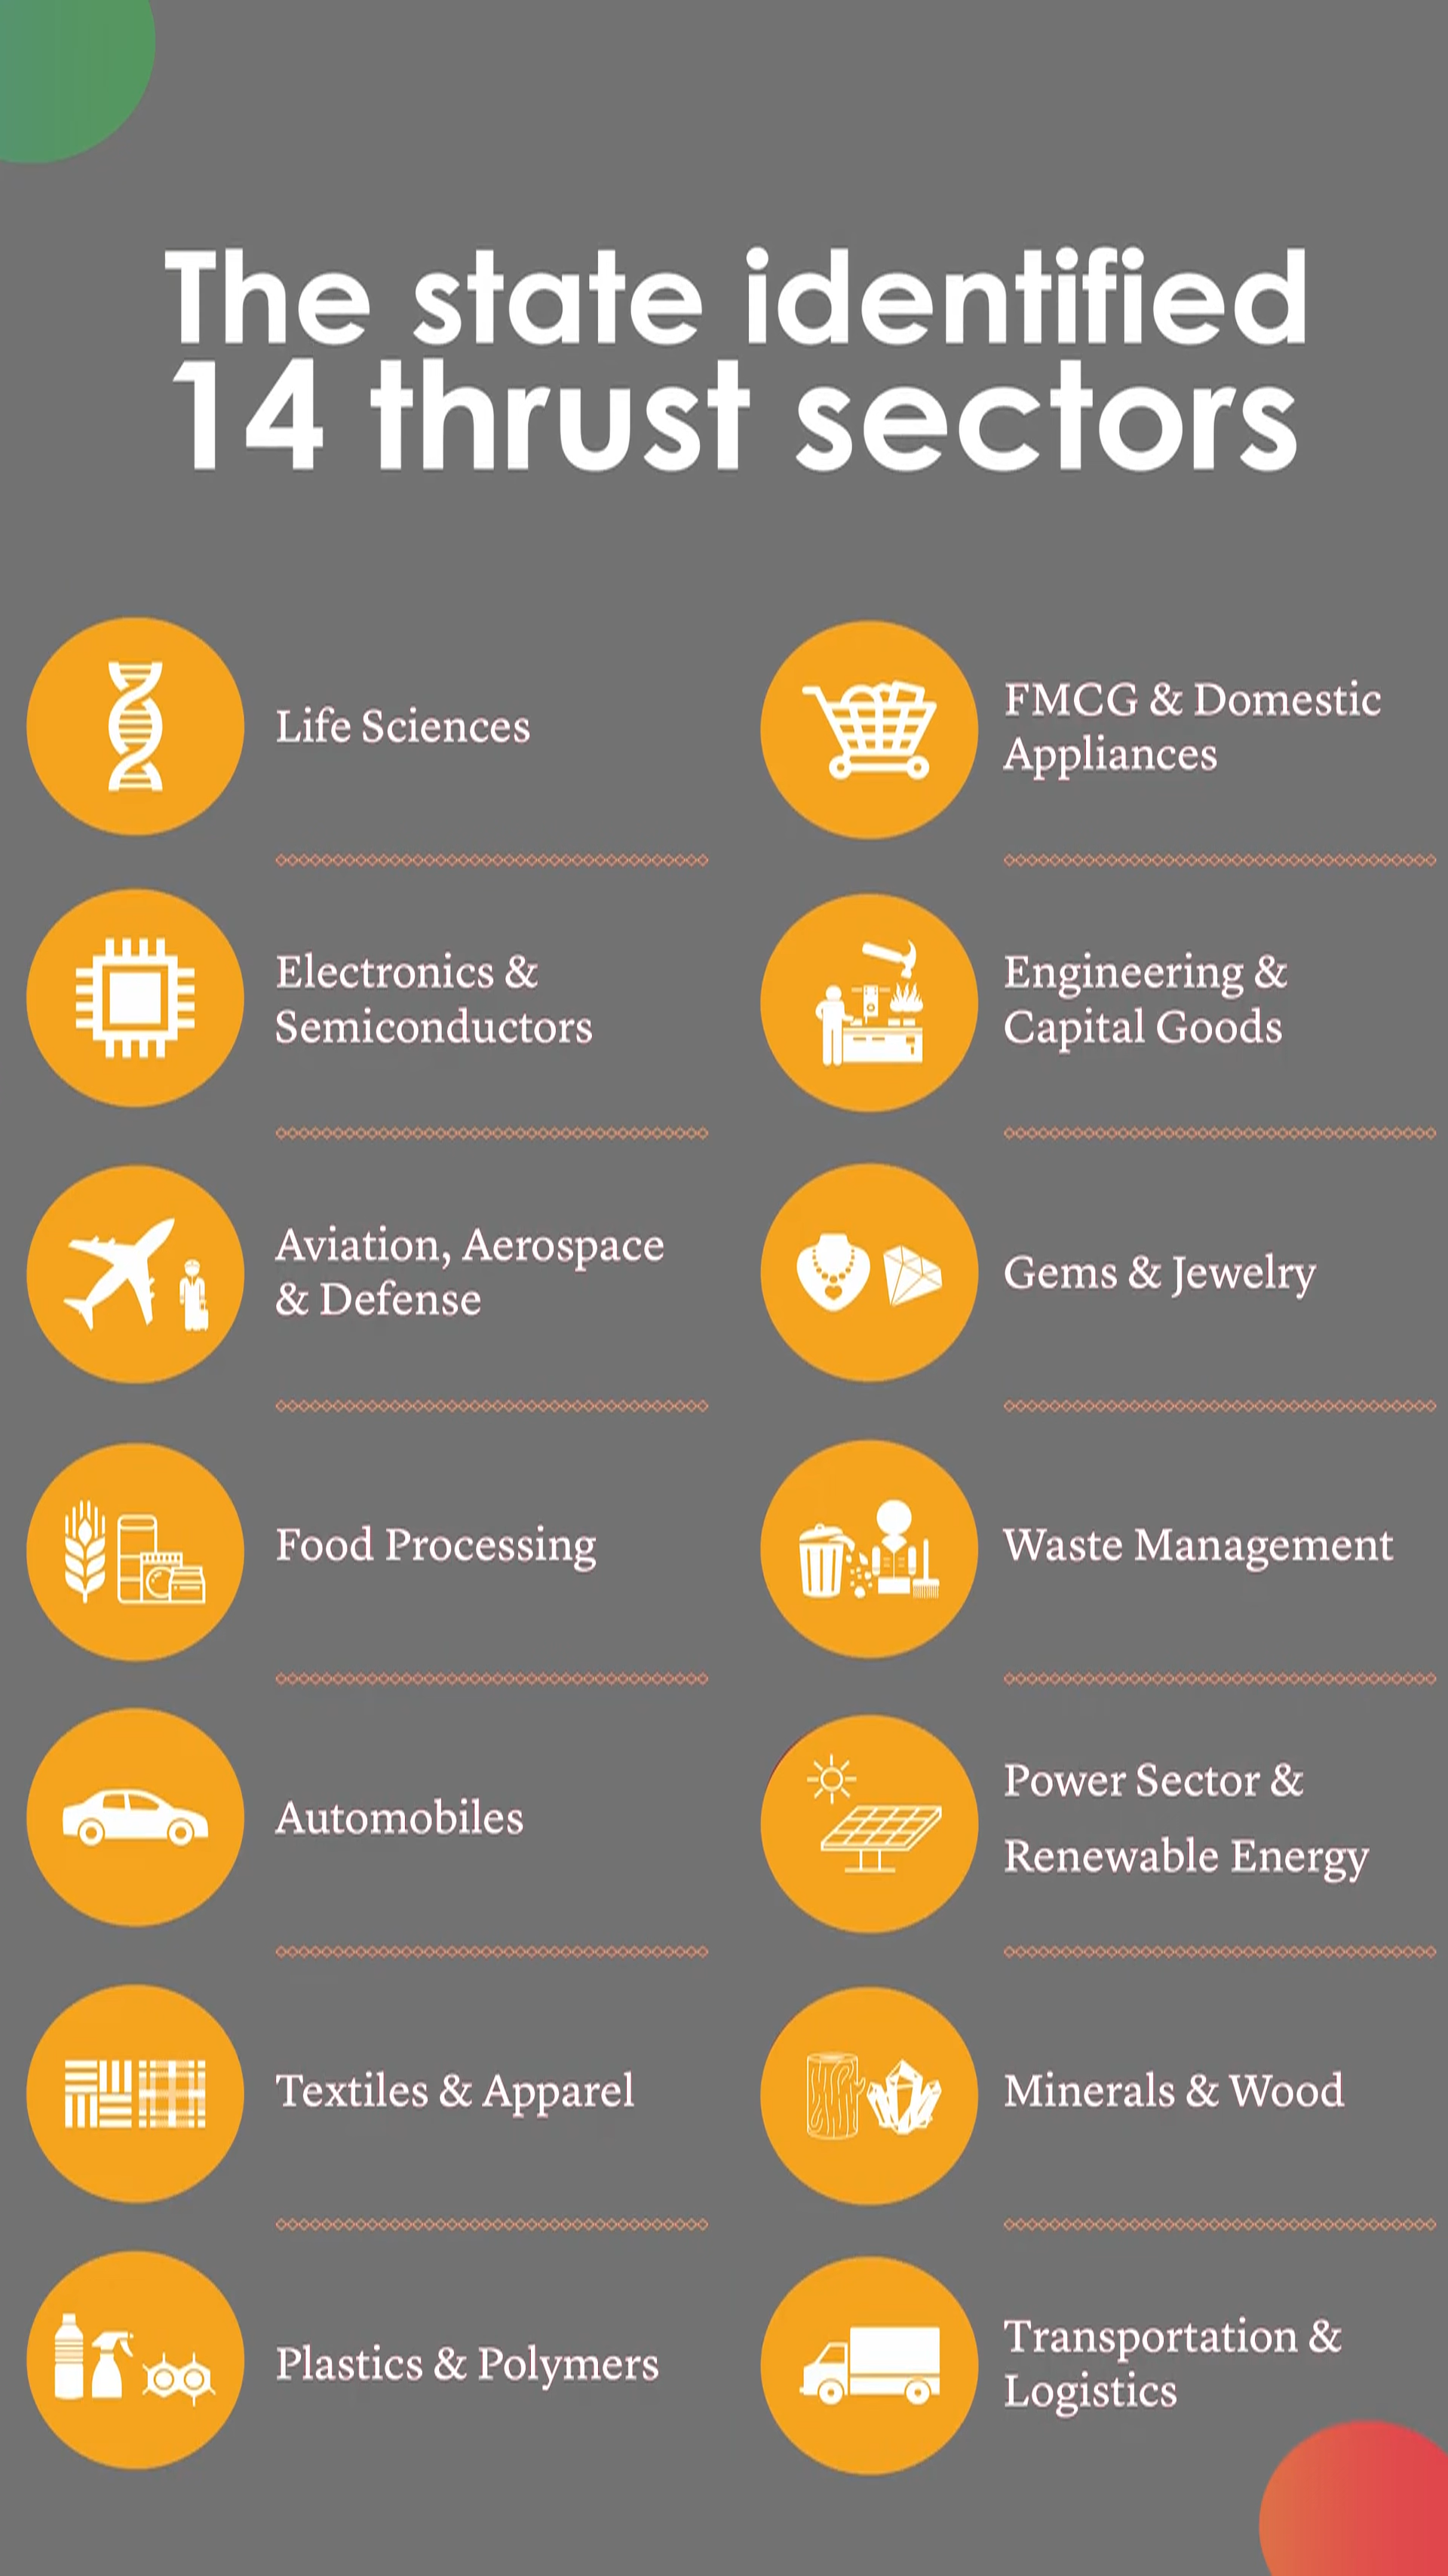 The state identified
14 thrust sectors
Life Sciences
FMCG & Domestic
Appliances
Electronics &
Semiconductors
Engineering &
Capital Goods
Aviation, Aerospace
& Defense
Gems & Jewelry
Food Processing
Waste Management
Automobiles
Power Sector &
Renewable Energy
Textiles & Apparel
Minerals & Wood
Plastics & Polymers
Transportation &
Logistics